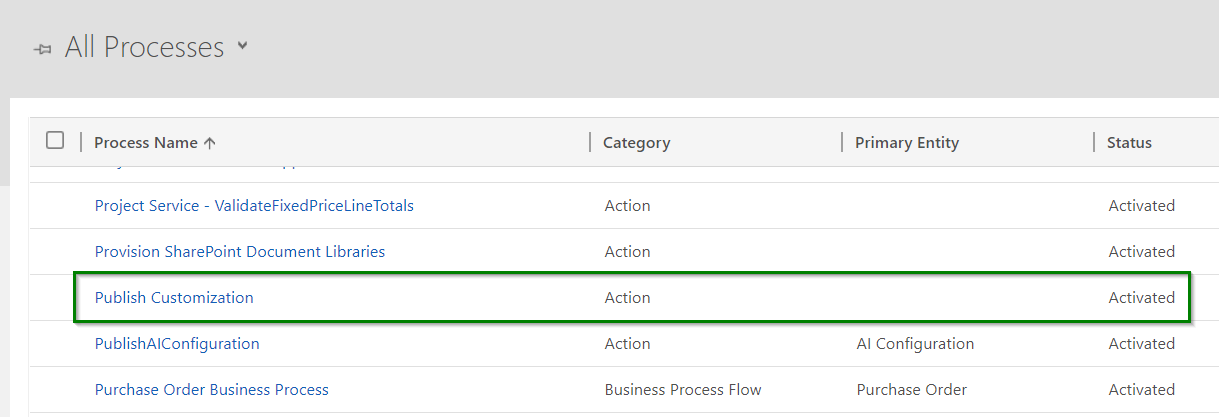 All Processes
Process Name Category Primary Entity Status
Project Service - ValidateFixedPriceLineTotals Action Activated
Provision SharePoint Document Libraries Action Activated
Publish Customization Action Activated
PublishAIConfiguration Action AI Configuration Activated
Purchase Order Business Process Business Process Flow Purchase Order Activated